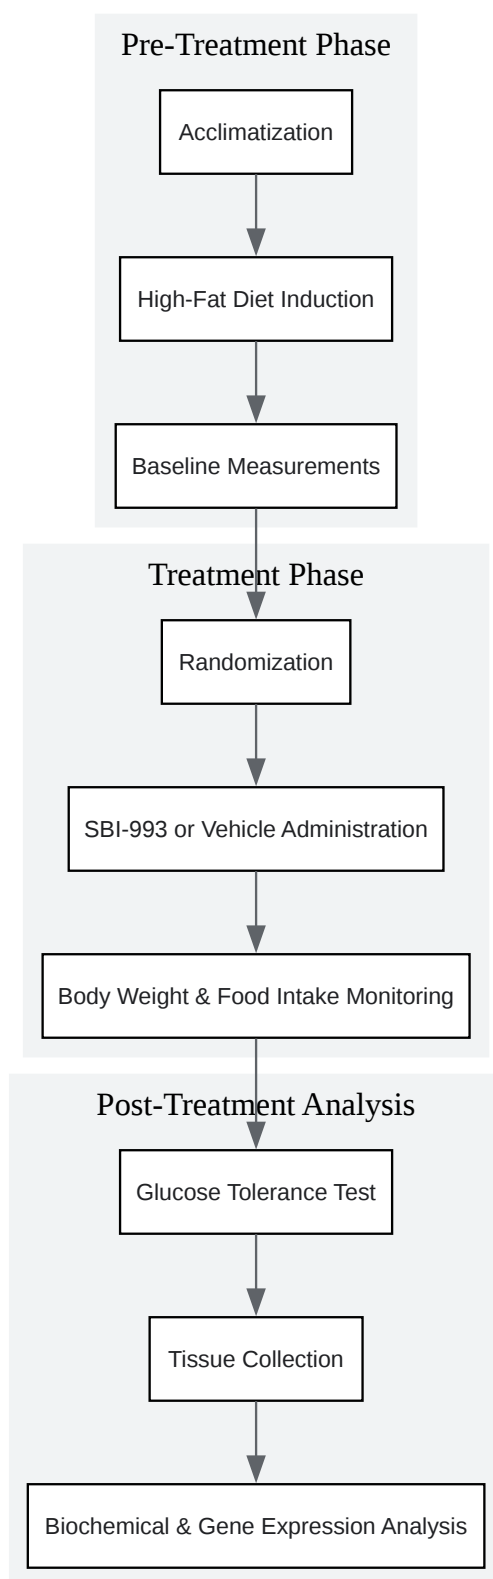 Pre-Treatment Phase
Acclimatization
High-Fat Diet Induction
Baseline Measurements
Treatment Phase
Randomization
SBI-993 or Vehicle Administration
Body Weight & Food Intake Monitoring
Post-Treatment Analysis
Glucose Tolerance Test
Tissue Collection
Biochemical & Gene Expression Analysis